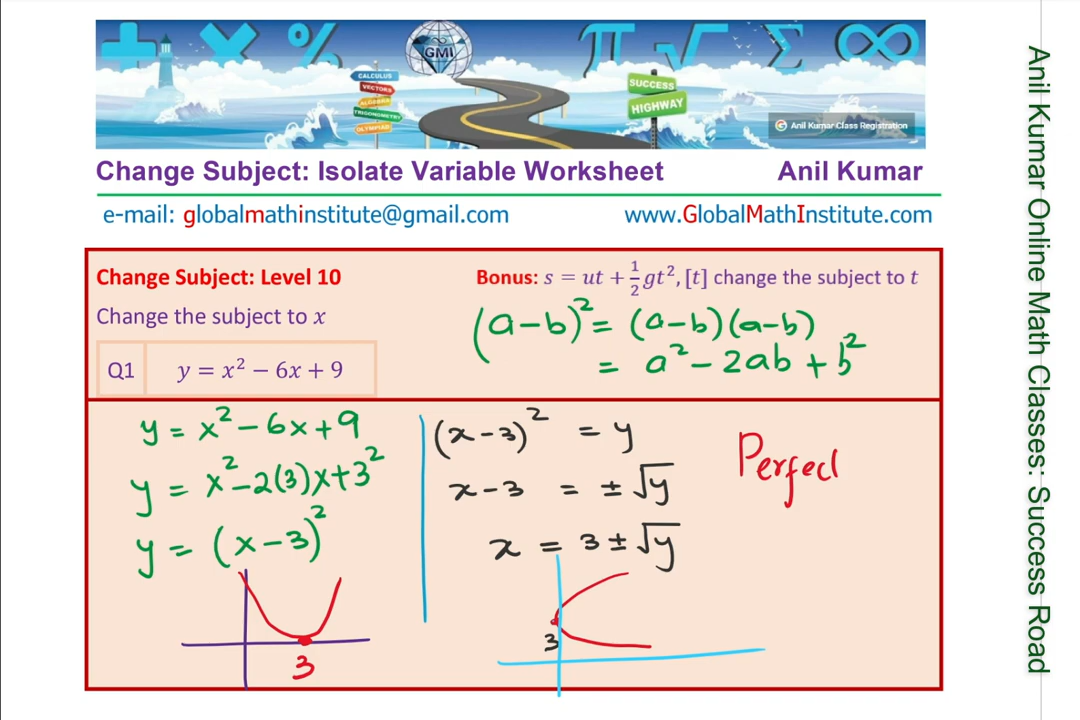 GMI
CALCULUS
VECTORS
ALGEBRA
TRIGONOMETRY
OLYMPIAD
SUCCESS
HIGHWAY
Anil Kumar Class Registration
Change Subject: Isolate Variable Worksheet Anil Kumar
e-mail: globalmathinstitute@gmail.com www.GlobalMathInstitute.com
Change Subject: Level 10
Change the subject to x
Q1 y = x² − 6x + 9
Bonus: s = ut + ½gt², [t] change the subject to t
(a-b)² = (a-b)(a-b)
= a² - 2ab + b²
y = x² - 6x + 9
y = x² - 2(3)x + 3²
y = (x-3)²
3
(x-3)² = y
x-3 = ±√y
x = 3 ± √y
3
Perfect
Anil Kumar Online Math Classes: Success Road